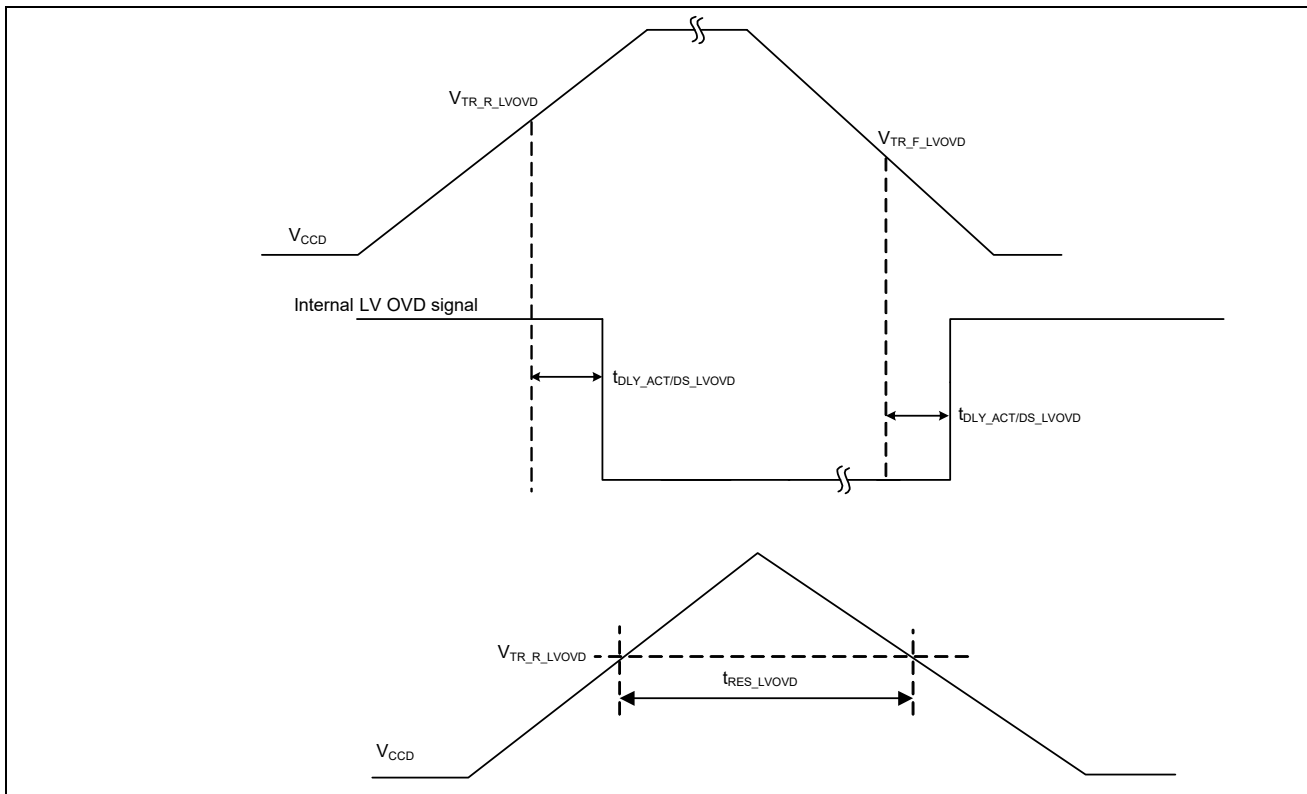 V_TR_R_LVOVD
V_TR_F_LVOVD
V_CCD
Internal LV OVD signal
t_DLY_ACT/DS_LVOVD
t_DLY_ACT/DS_LVOVD
V_TR_R_LVOVD
t_RES_LVOVD
V_CCD